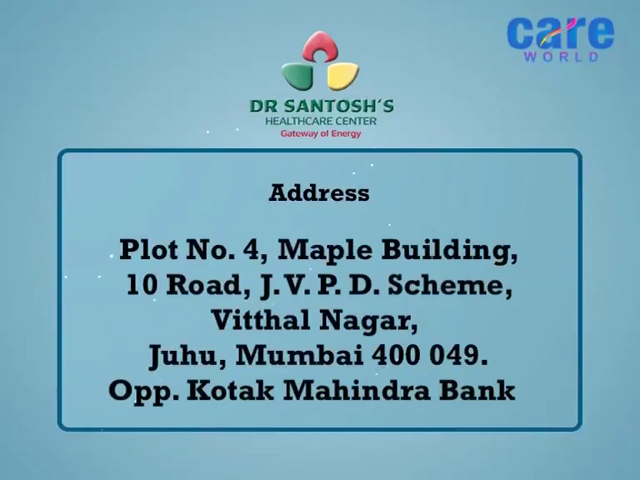 care
WORLD
DR SANTOSH'S
HEALTHCARE CENTER
Gateway of Energy
Address
Plot No. 4, Maple Building,
10 Road, J. V. P. D. Scheme,
Vitthal Nagar,
Juhu, Mumbai 400 049.
Opp. Kotak Mahindra Bank